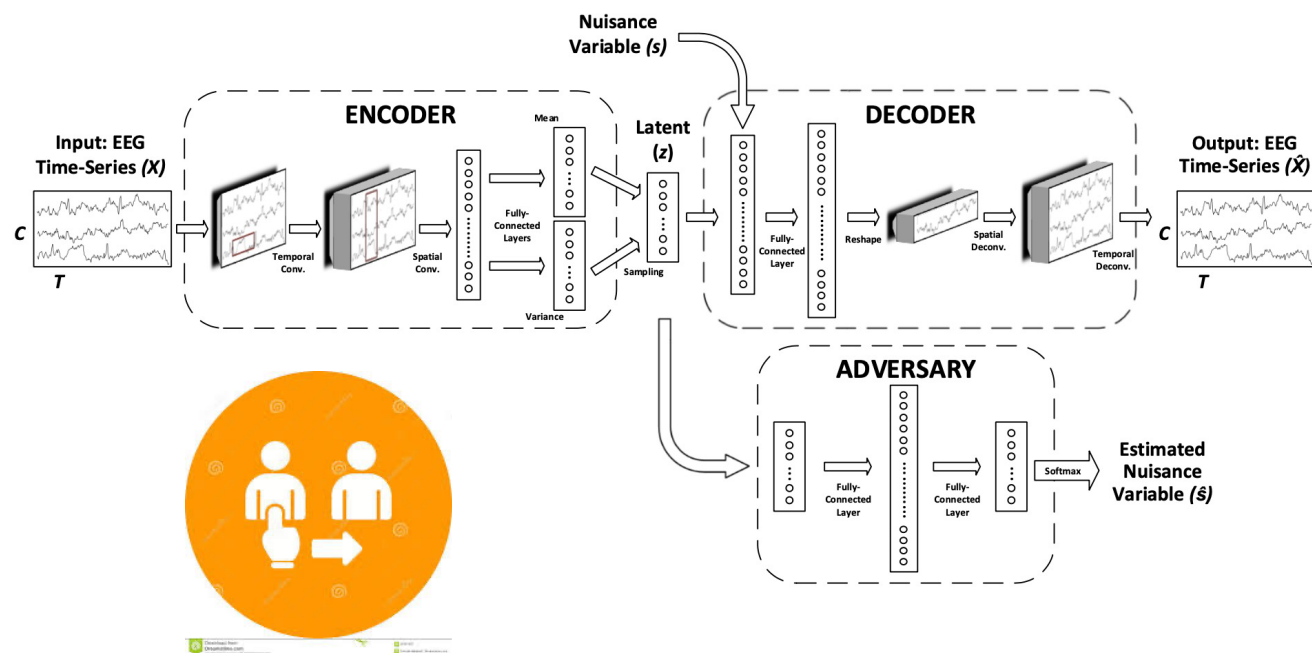 Nuisance
Variable (s)
ENCODER
DECODER
Input: EEG
Time-Series (X)
C
T
Temporal
Conv.
Spatial
Conv.
Fully-
Connected
Layers
Mean
Variance
Sampling
Latent
(z)
Fully-
Connected
Layer
Reshape
Spatial
Deconv.
Temporal
Deconv.
Output: EEG
Time-Series (X̂)
C
T
ADVERSARY
Fully-
Connected
Layer
Fully-
Connected
Layer
Softmax
Estimated
Nuisance
Variable (ŝ)
Dreamstime.com